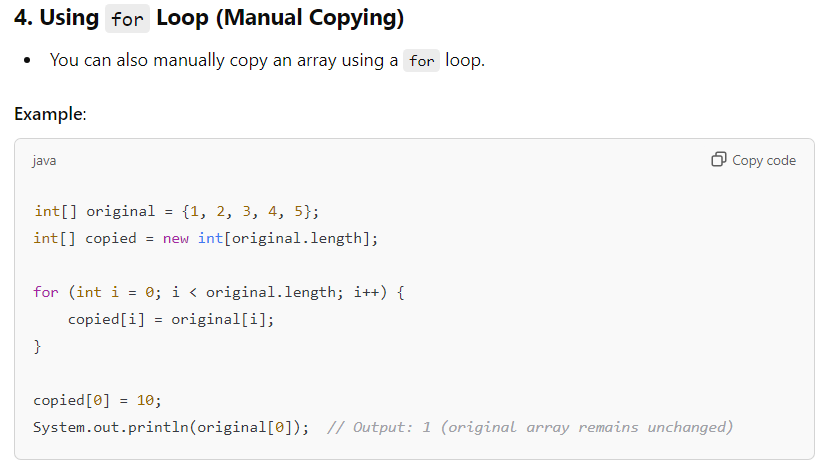 4. Using for Loop (Manual Copying)
• You can also manually copy an array using a for loop.
Example:
java
Copy code
int[] original = {1, 2, 3, 4, 5};
int[] copied = new int[original.length];
for (int i = 0; i < original.length; i++) {
    copied[i] = original[i];
}
copied[0] = 10;
System.out.println(original[0]);  // Output: 1 (original array remains unchanged)